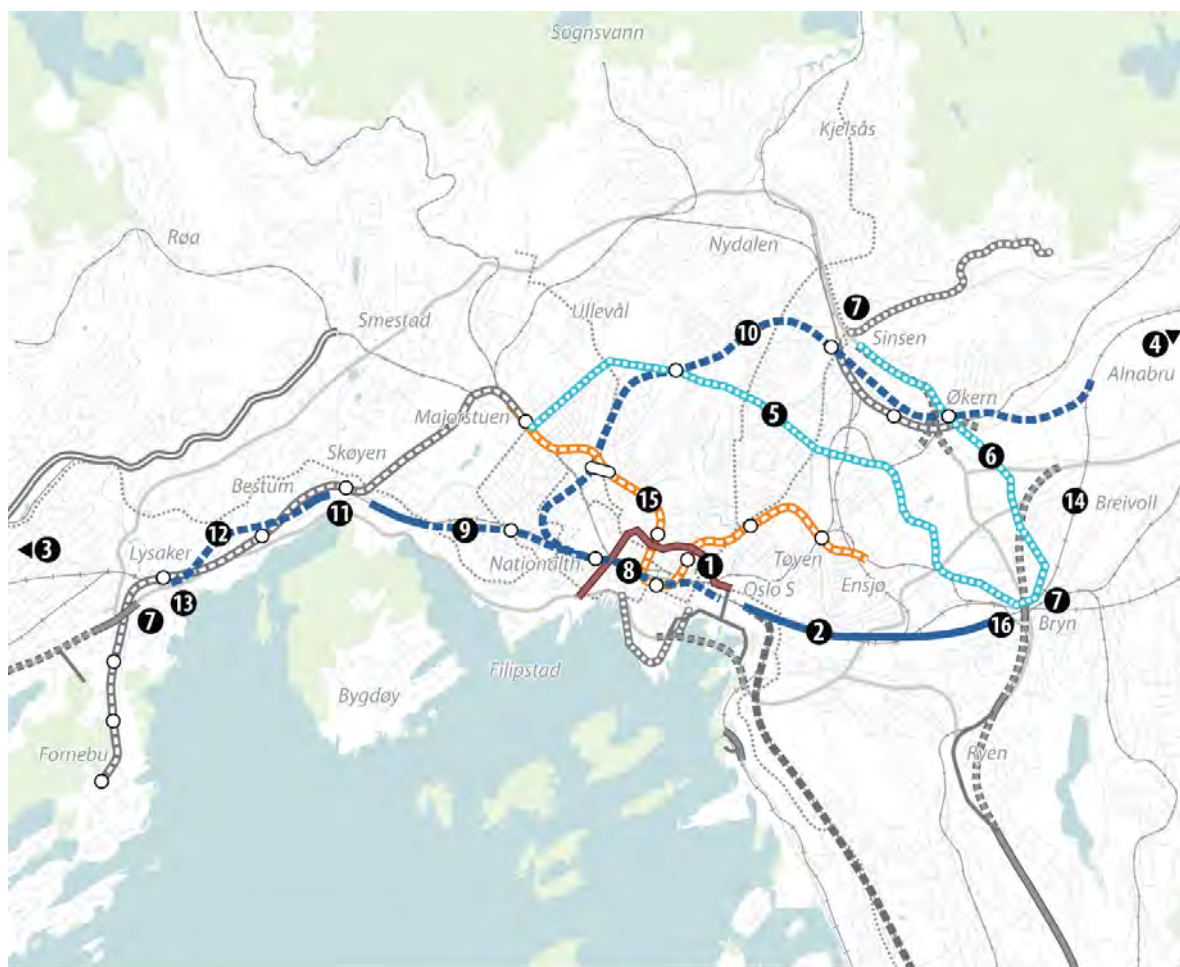 Sognsvann
Kjelsås
Røa
Nydalen
7
Ullevål
10
Sinsen
4
Smestad
Alnabru
Majorstuen
5
Økern
6
Skøyen
Bestum
11
15
14
Breivoll
12
9
3
Lysaker
Nationalth.
8
1
Tøyen
Ensjø
Oslo S
13
7
7
2
16
Bryn
Filipstad
Bygdøy
Fornebu
Ryen